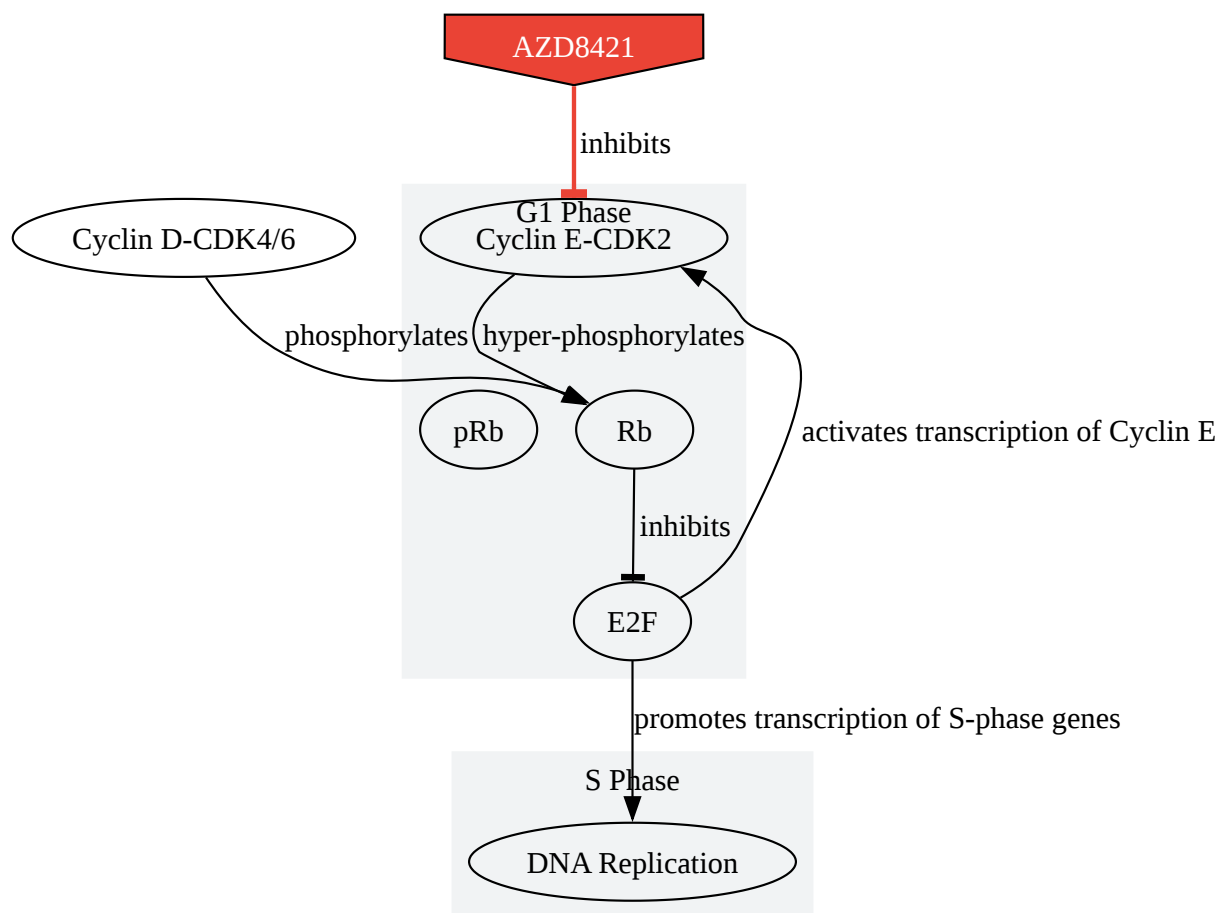 AZD8421
inhibits
G1 Phase
Cyclin D-CDK4/6
Cyclin E-CDK2
phosphorylates
hyper-phosphorylates
pRb
Rb
activates transcription of Cyclin E
inhibits
E2F
promotes transcription of S-phase genes
S Phase
DNA Replication